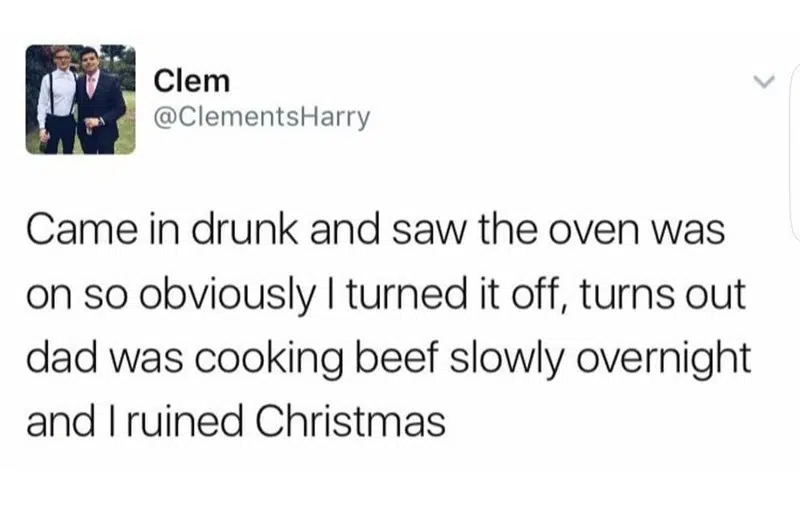 Clem
@ClementsHarry
Came in drunk and saw the oven was
on so obviously I turned it off, turns out
dad was cooking beef slowly overnight
and I ruined Christmas